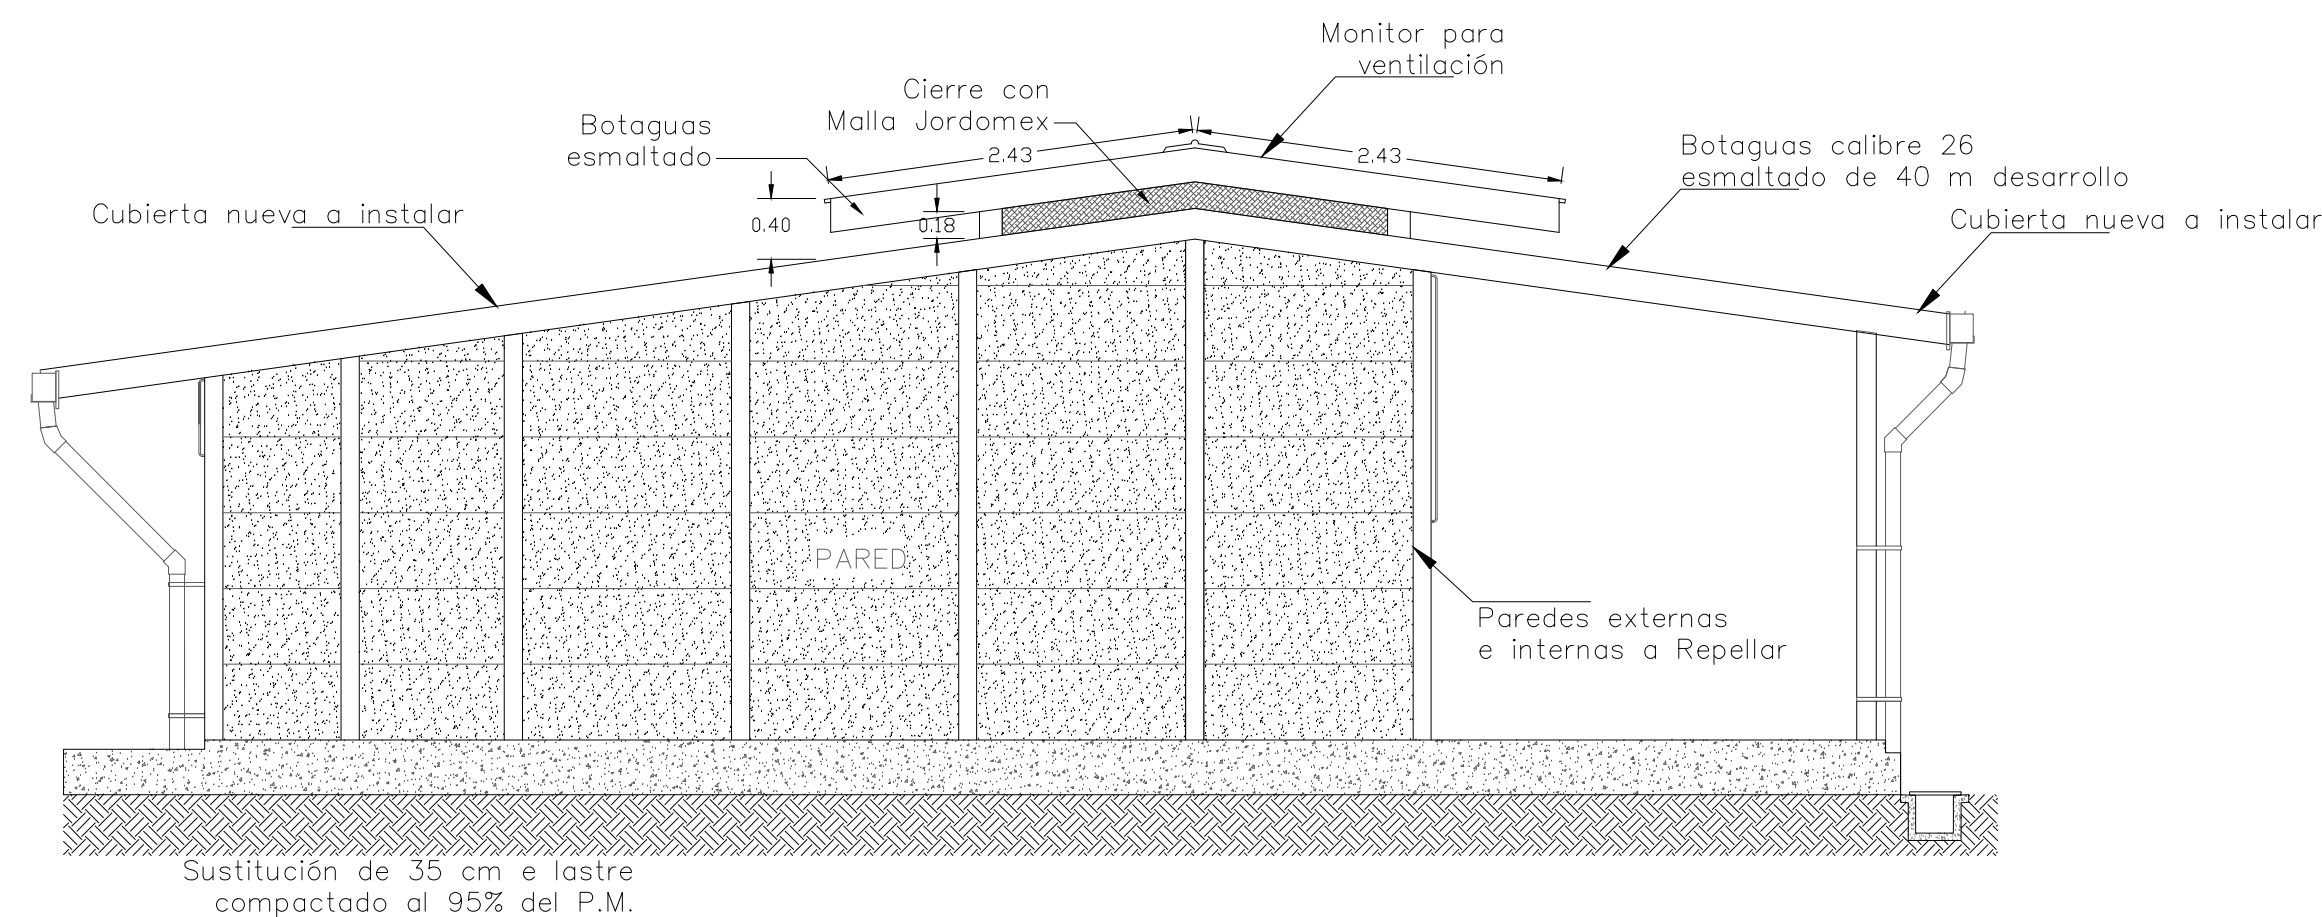 Monitor para
ventilación
Cierre con
Malla Jordomex
Botaguas
esmaltado
2.43
2.43
Botaguas calibre 26
esmaltado de 40 m desarrollo
Cubierta nueva a instalar
Cubierta nueva a instalar
0.40
0.18
PARED
Paredes externas
e internas a Repellar
Sustitución de 35 cm e lastre
compactado al 95% del P.M.